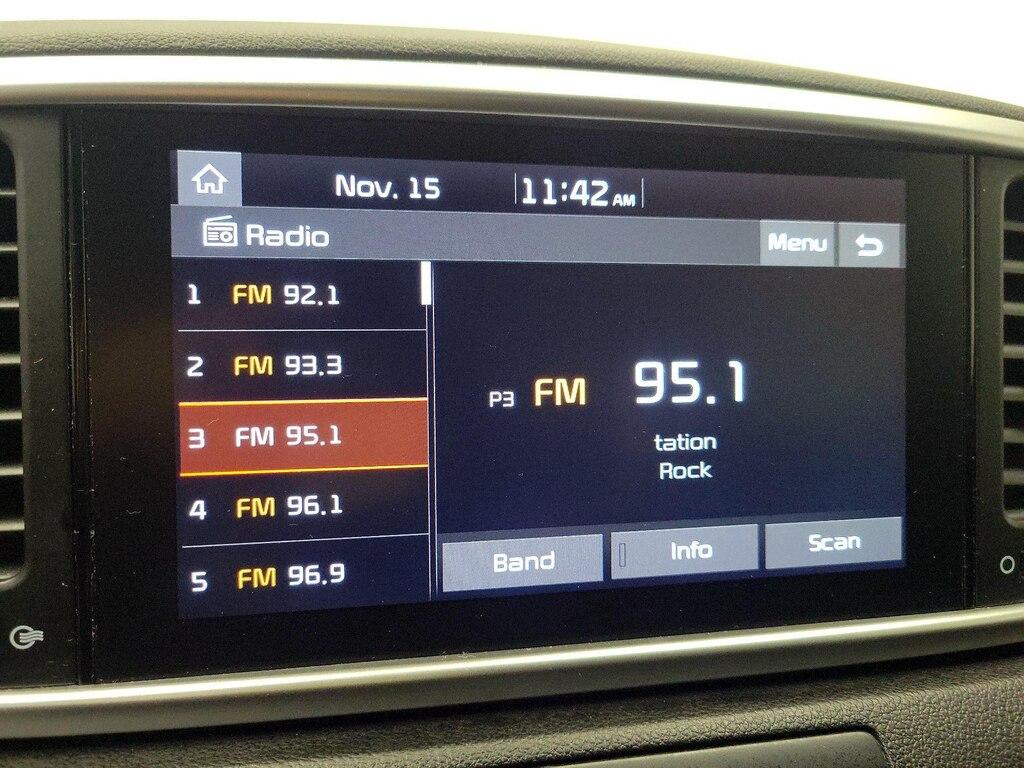 Nov. 15 11:42 AM
Radio Menu
1 FM 92.1
2 FM 93.3
3 FM 95.1
4 FM 96.1
5 FM 96.9
P3 FM 95.1
tation
Rock
Band Info Scan